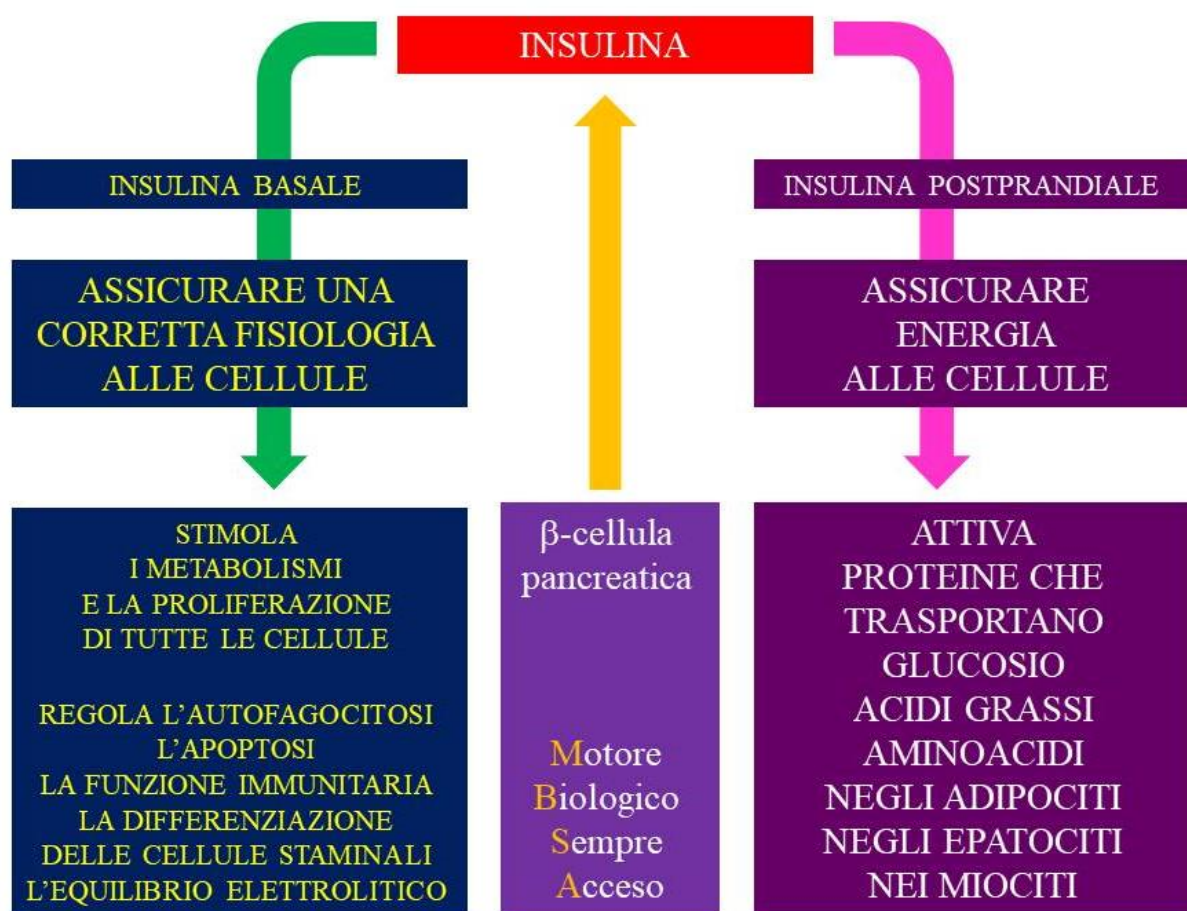 INSULINA
INSULINA BASALE
ASSICURARE UNA
CORRETTA FISIOLOGIA
ALLE CELLULE
STIMOLA
I METABOLISMI
E LA PROLIFERAZIONE
DI TUTTE LE CELLULE
REGOLA L'AUTOFAGOCITOSI
L'APOPTOSI
LA FUNZIONE IMMUNITARIA
LA DIFFERENZIAZIONE
DELLE CELLULE STAMINALI
L'EQUILIBRIO ELETTROLITICO
β-cellula
pancreatica
Motore
Biologico
Sempre
Acceso
INSULINA POSTPRANDIALE
ASSICURARE
ENERGIA
ALLE CELLULE
ATTIVA
PROTEINE CHE
TRASPORTANO
GLUCOSIO
ACIDI GRASSI
AMINOACIDI
NEGLI ADIPOCITI
NEGLI EPATOCITI
NEI MIOCITI